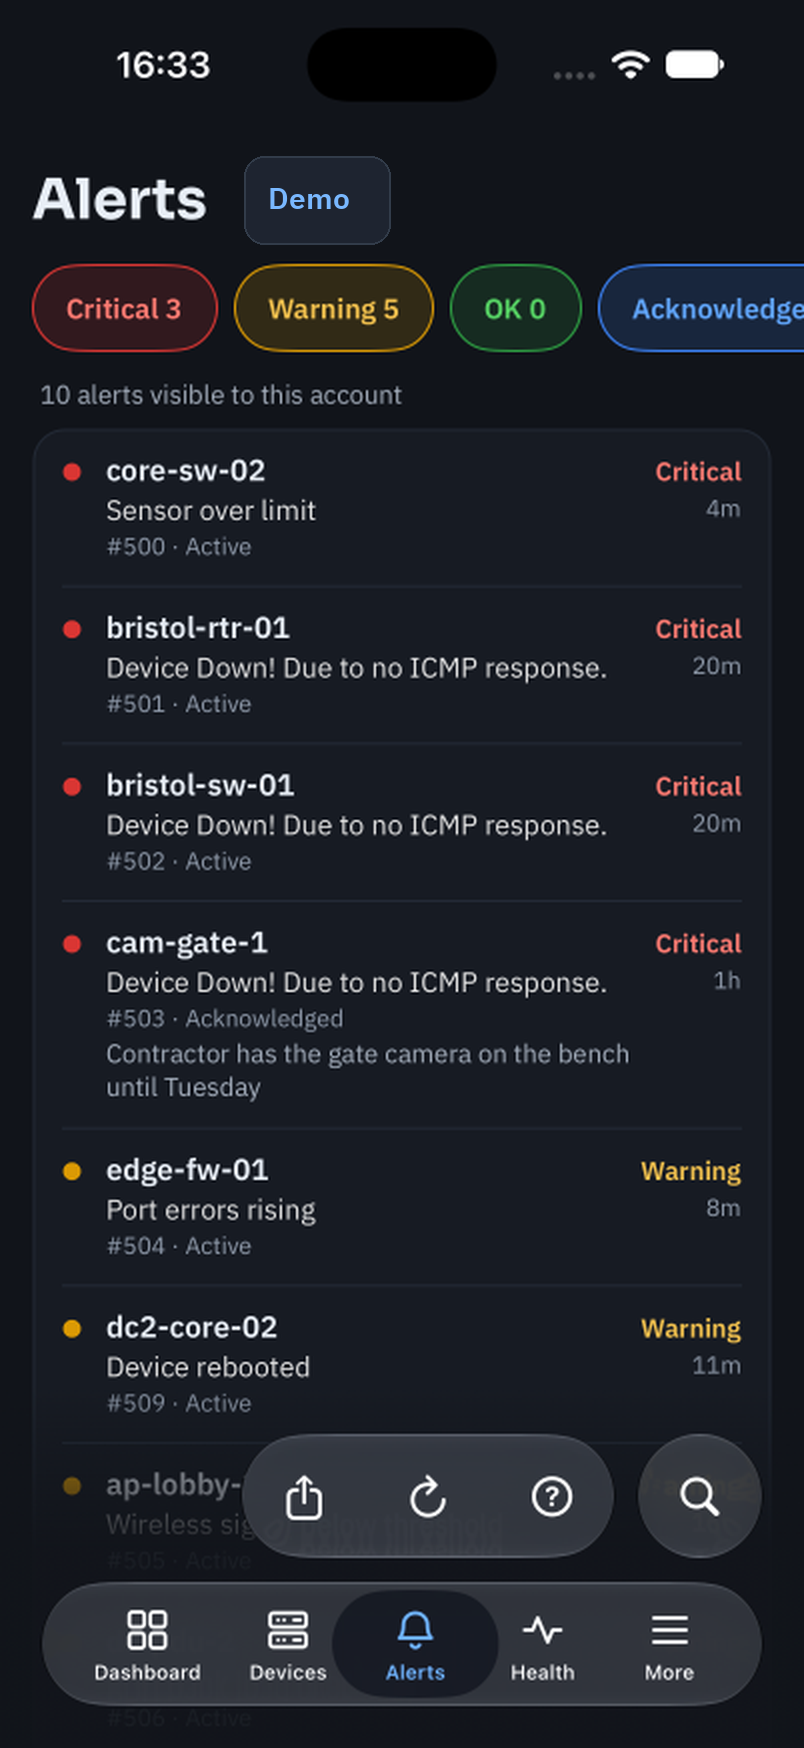 16:33
Alerts
Demo
Critical 3
Warning 5
OK 0
Acknowledge
10 alerts visible to this account
core-sw-02
Critical
Sensor over limit
4m
#500 · Active
bristol-rtr-01
Critical
Device Down! Due to no ICMP response.
20m
#501 · Active
bristol-sw-01
Critical
Device Down! Due to no ICMP response.
20m
#502 · Active
cam-gate-1
Critical
Device Down! Due to no ICMP response.
1h
#503 · Acknowledged
Contractor has the gate camera on the bench
until Tuesday
edge-fw-01
Warning
Port errors rising
8m
#504 · Active
dc2-core-02
Warning
Device rebooted
11m
#509 · Active
ap-lobby-
Wireless sig
#505 · Active
Dashboard
Devices
Alerts
Health
More
#506 · Active